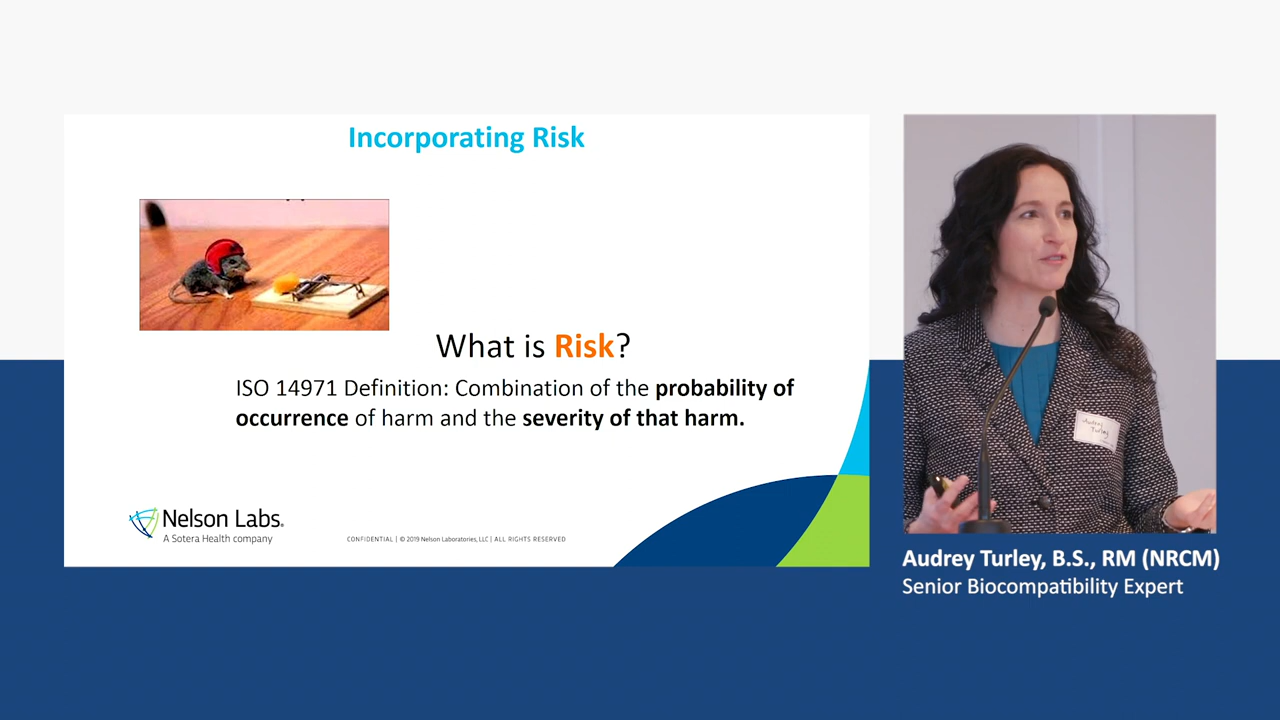 Incorporating Risk
What is Risk?
ISO 14971 Definition: Combination of the probability of
occurrence of harm and the severity of that harm.
Nelson Labs.
A Sotera Health company
CONFIDENTIAL | © 2019 Nelson Laboratories, LLC | ALL RIGHTS RESERVED
Audrey
Turley
Audrey Turley, B.S., RM (NRCM)
Senior Biocompatibility Expert